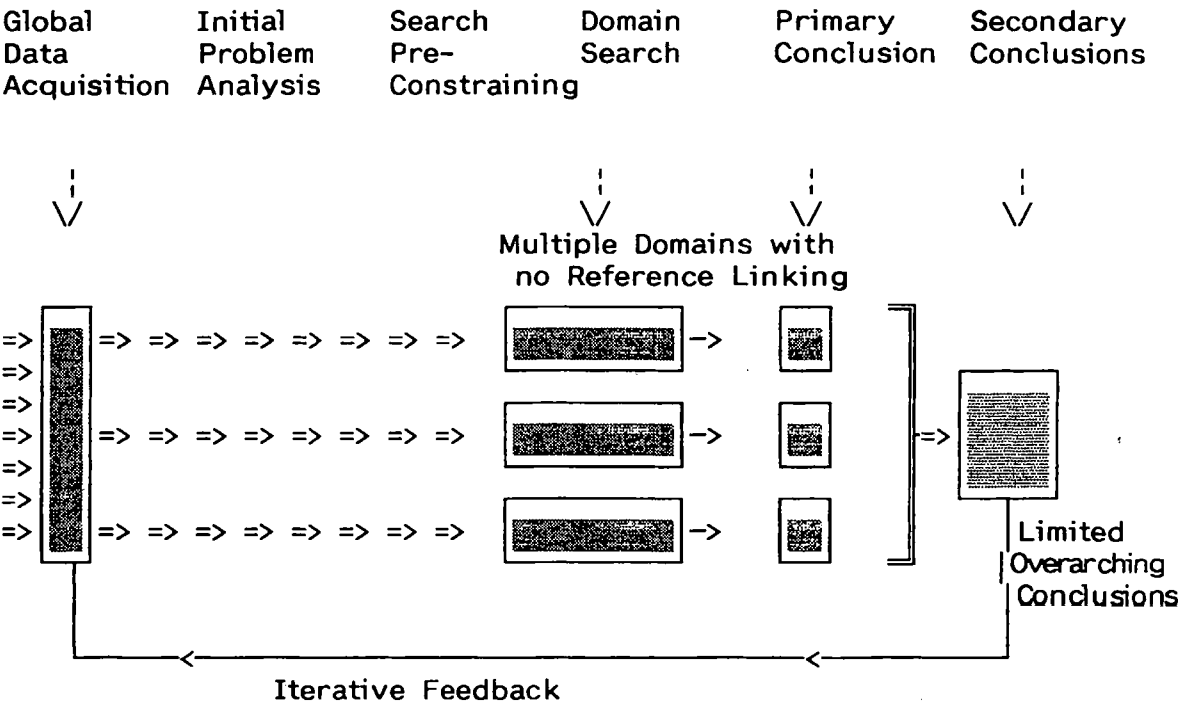 Global Initial Search Domain Primary Secondary
Data Problem Pre- Search Conclusion Conclusions
Acquisition Analysis Constraining
Multiple Domains with
no Reference Linking
=> => => => => => => => => ->
=>
=>
=> => => => => => => => => -> =>
=>
=>
=> => => => => => => => => ->
Limited
Overarching
Conclusions
< <
Iterative Feedback